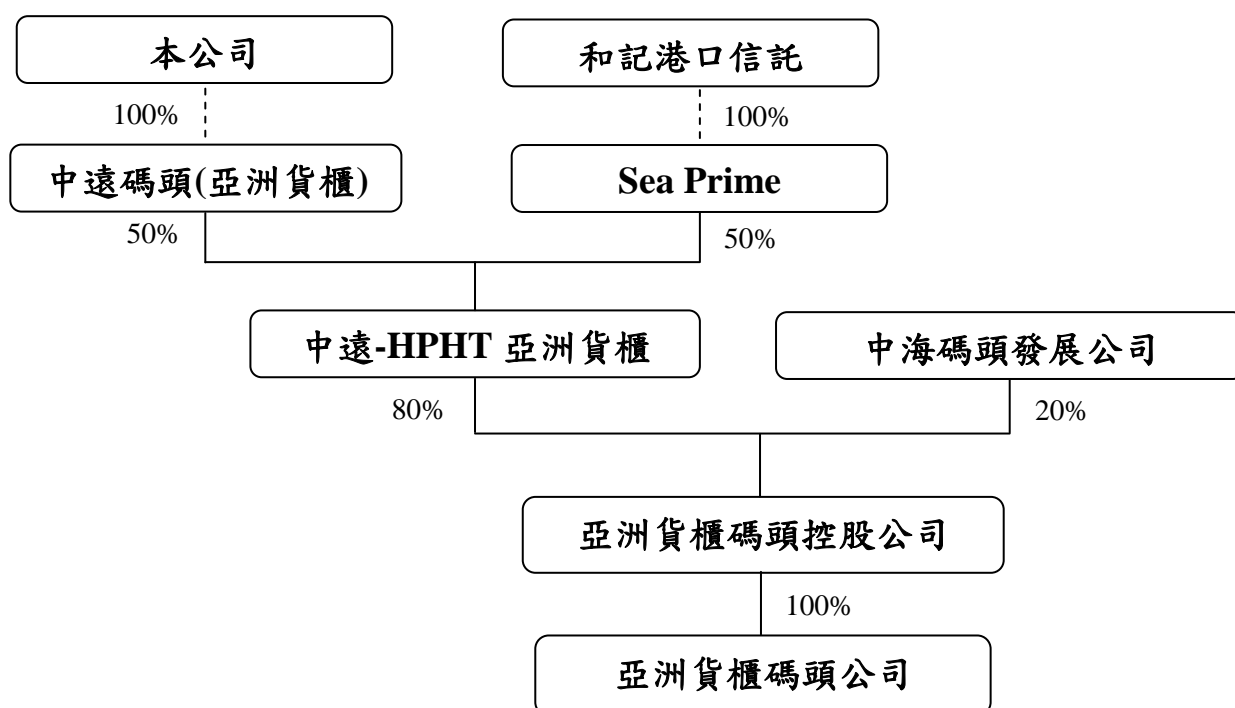 本公司
和記港口信託
100%
100%
中遠碼頭(亞洲貨櫃)
Sea Prime
50%
50%
中遠-HPHT 亞洲貨櫃
中海碼頭發展公司
80%
20%
亞洲貨櫃碼頭控股公司
100%
亞洲貨櫃碼頭公司